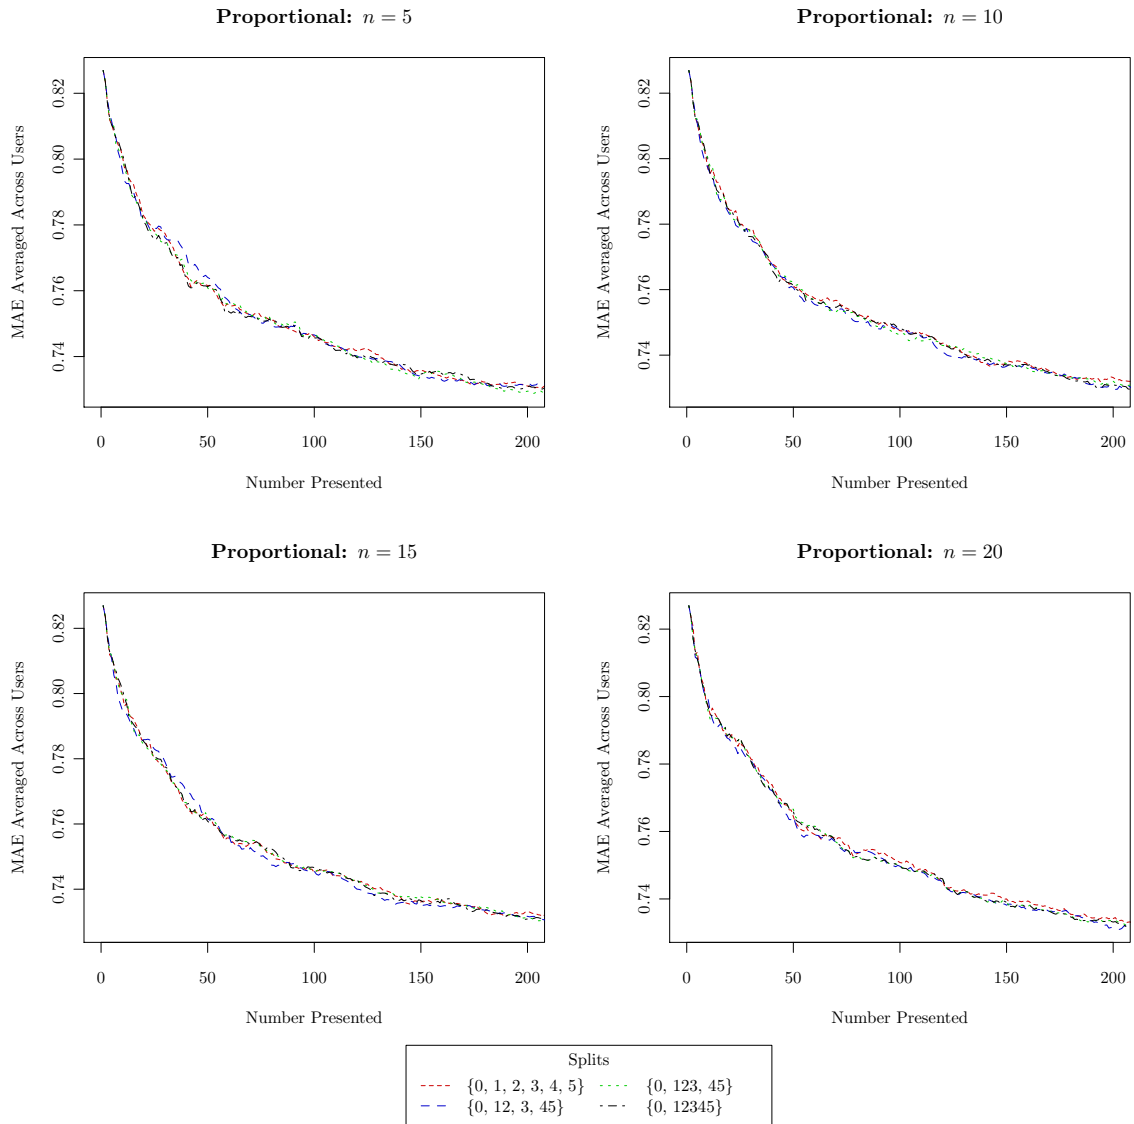 Proportional: n = 5
MAE Averaged Across Users
0.82
0.80
0.78
0.76
0.74
0 50 100 150 200
Number Presented
Proportional: n = 10
MAE Averaged Across Users
0.82
0.80
0.78
0.76
0.74
0 50 100 150 200
Number Presented
Proportional: n = 15
MAE Averaged Across Users
0.82
0.80
0.78
0.76
0.74
0 50 100 150 200
Number Presented
Proportional: n = 20
MAE Averaged Across Users
0.82
0.80
0.78
0.76
0.74
0 50 100 150 200
Number Presented
Splits
{0, 1, 2, 3, 4, 5} {0, 123, 45}
{0, 12, 3, 45} {0, 12345}